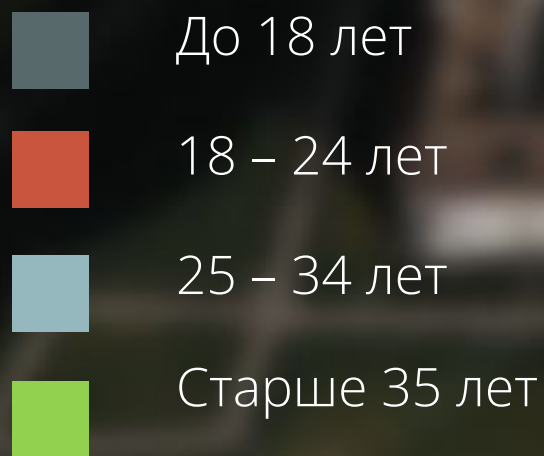 До 18 лет
18 – 24 лет
25 – 34 лет
Старше 35 лет